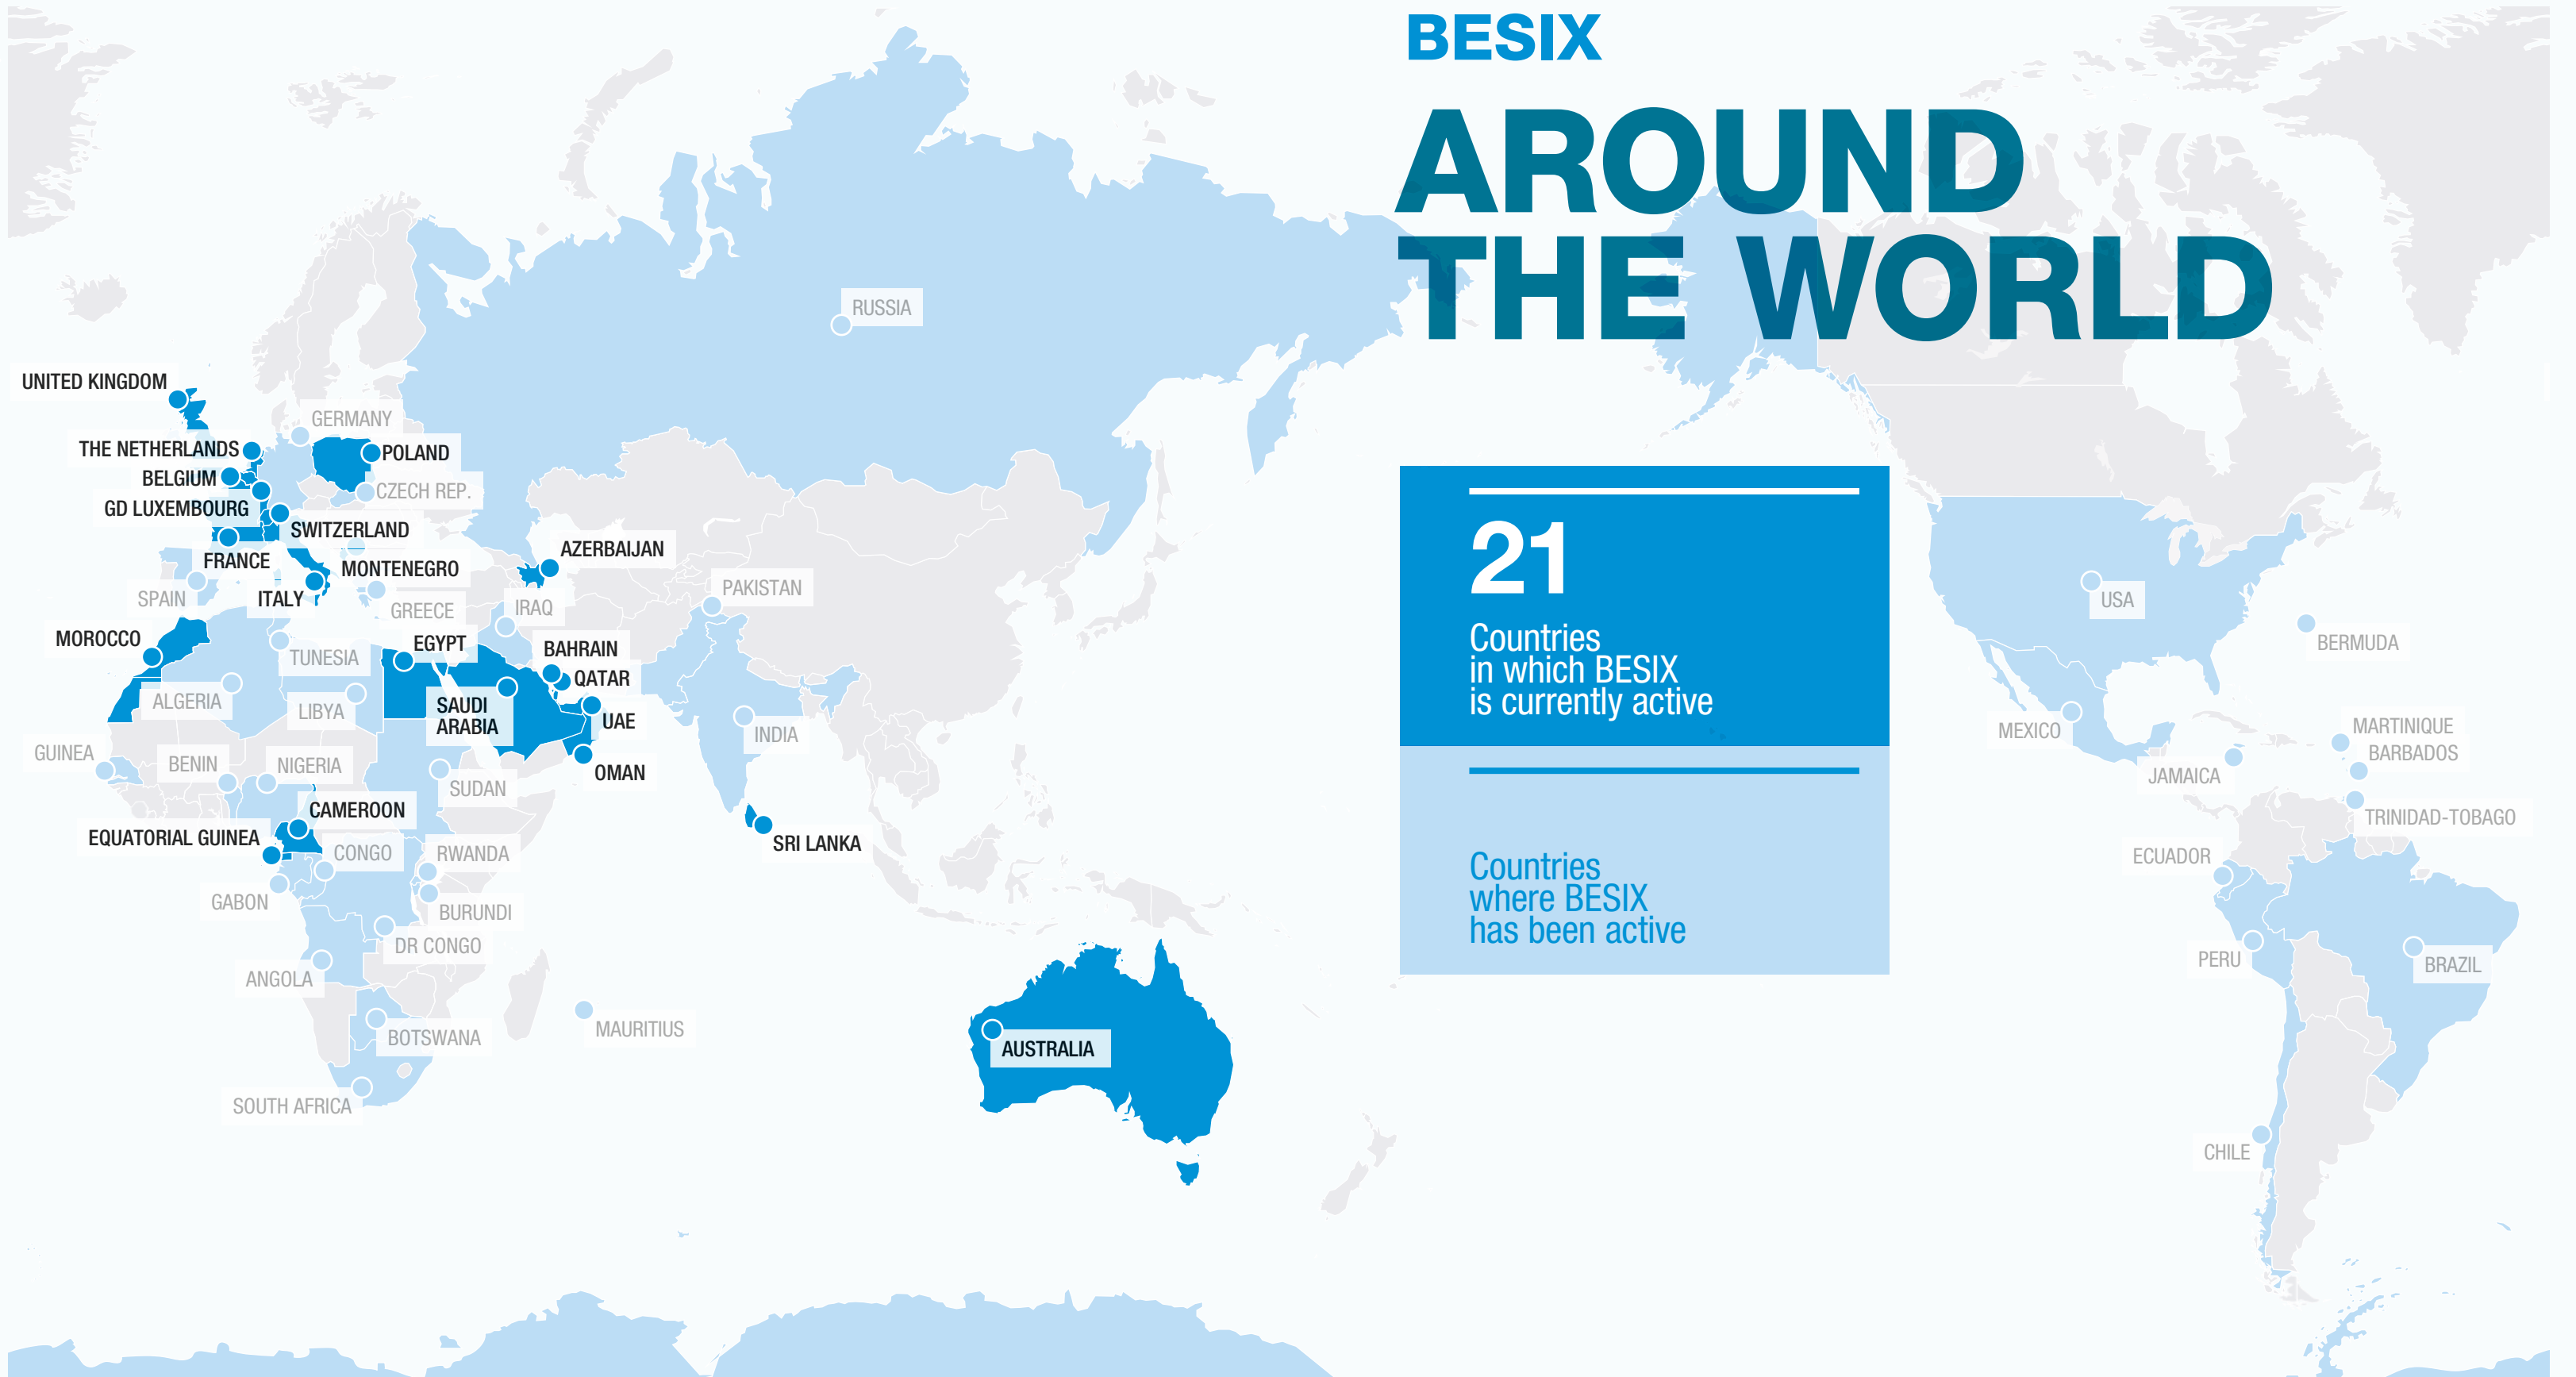 BESIX
AROUND
THE WORLD
RUSSIA
UNITED KINGDOM
GERMANY
THE NETHERLANDS
POLAND
BELGIUM
CZECH REP.
GD LUXEMBOURG
SWITZERLAND
FRANCE
AZERBAIJAN
MONTENEGRO
SPAIN
ITALY
GREECE
IRAQ
PAKISTAN
MOROCCO
TUNESIA
EGYPT
BAHRAIN
QATAR
ALGERIA
LIBYA
SAUDI
ARABIA
UAE
INDIA
GUINEA
BENIN
NIGERIA
SUDAN
OMAN
CAMEROON
EQUATORIAL GUINEA
CONGO
RWANDA
SRI LANKA
GABON
BURUNDI
DR CONGO
ANGOLA
BOTSWANA
MAURITIUS
SOUTH AFRICA
AUSTRALIA
21
Countries
in which BESIX
is currently active
Countries
where BESIX
has been active
USA
BERMUDA
MEXICO
MARTINIQUE
BARBADOS
JAMAICA
TRINIDAD-TOBAGO
ECUADOR
PERU
BRAZIL
CHILE